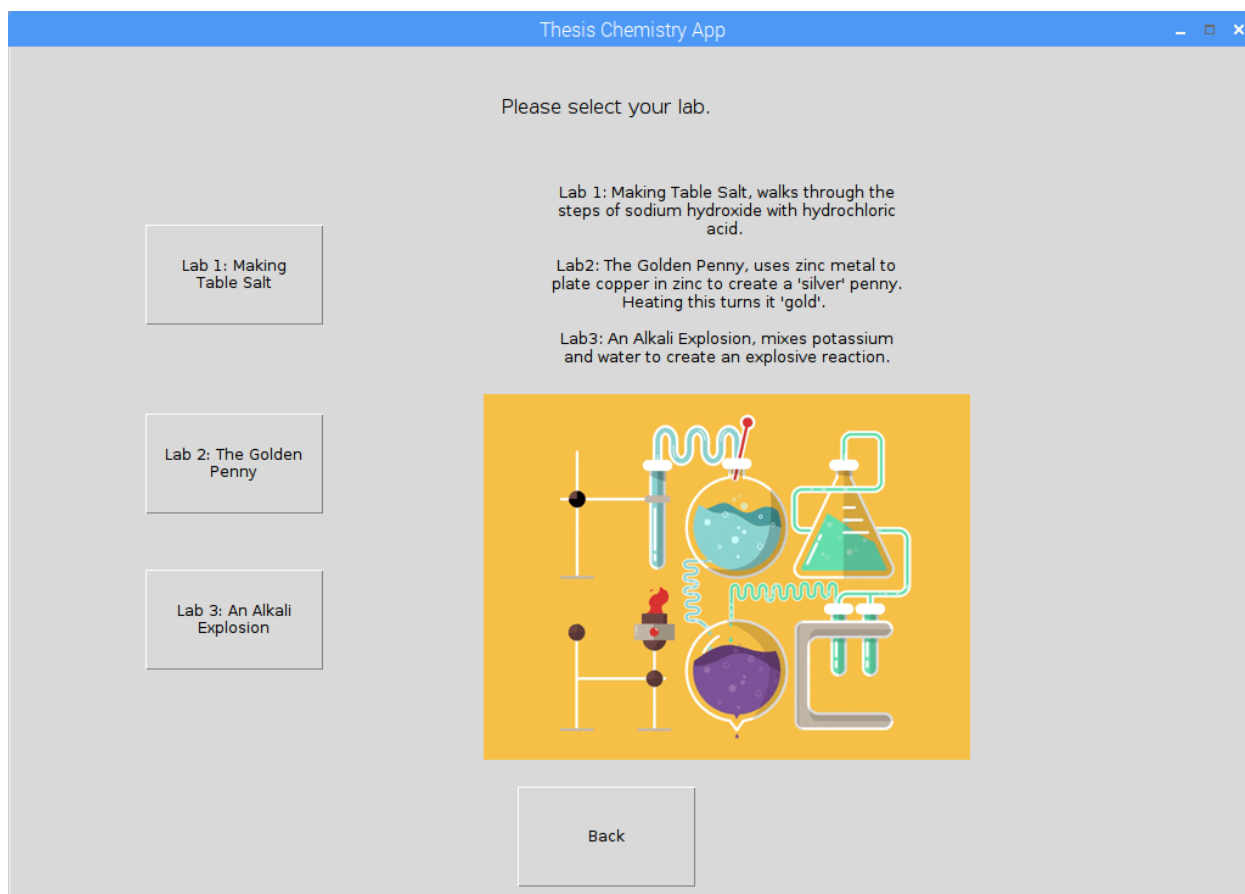 Thesis Chemistry App
Please select your lab.
Lab 1: Making Table Salt, walks through the
steps of sodium hydroxide with hydrochloric
acid.
Lab2: The Golden Penny, uses zinc metal to
plate copper in zinc to create a 'silver' penny.
Heating this turns it 'gold'.
Lab3: An Alkali Explosion, mixes potassium
and water to create an explosive reaction.
Lab 1: Making
Table Salt
Lab 2: The Golden
Penny
Lab 3: An Alkali
Explosion
Back